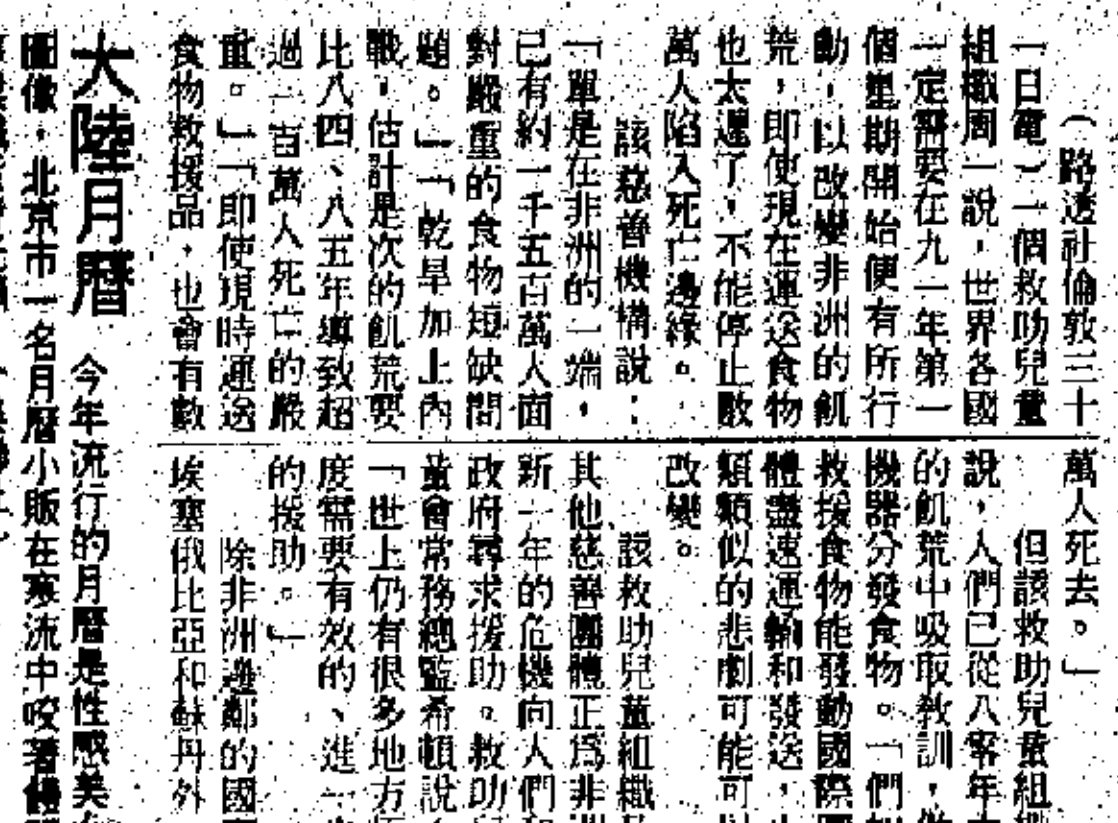 （路透社倫敦三十
一日電）一個救助兒童
組織周一說，世界各國
一定需要在九一年第一
個星期開始便有所行
動，以改變非洲的飢
荒，即使現在運送食物
也太遲了，不能停止數
萬人陷入死亡邊緣。
該慈善機構說：
「單是在非洲的一端，
已有約一千五百萬人面
對嚴重的食物短缺問
題。」「乾旱加上內
戰，估計是次的飢荒要
比八四、八五年導致超
過一百萬人死亡的嚴
重。」「即使現時運送
食物救援品，也會有數
萬人死去。」
但該救助兒童組
說，人們已從八零年
的飢荒中吸取教訓，
機器分發食物。「們
救援食物能發動國際
體盡速運輸和發送，
類類似的悲劇可能可
改變。
該救助兒童組織
其他慈善團體正為非
新一年的危機向人們
政府尋求援助。救助
童會常務總監希頓說
「世上仍有很多地方
度需要有效的、進一
的援助。」
除非洲邊鄰的國
埃塞俄比亞和蘇丹外
大陸月曆
今年流行的月曆是性感美
圖像，北京市一名月曆小販在寒流中咬著